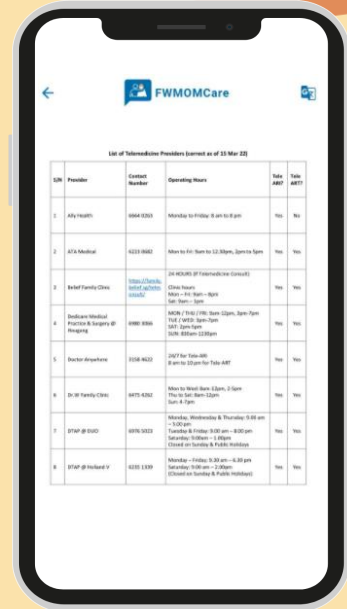 FWMOMCare
List of Telemedicine Providers (correct as of 15 Mar 22)
S/N Provider Contact Number Operating Hours Tele ARI? Tele ART?
1 Ally Health 6964 9263 Monday to Friday: 8 am to 8 pm Yes No
2 ATA Medical 6223 0682 Mon to Fri: 9am to 12.30pm, 2pm to 5pm Yes Yes
3 Belief Family Clinic 24 HOURS (If Telemedicine Consult)
Clinic hours
Mon – Fri: 9am – 8pm
Sat: 9am – 1pm Yes Yes
4 Dedicare Medical Practice & Surgery @ Hougang MON / THU / FRI: 9am-12pm, 3pm-7pm
TUE / WED: 3pm-7pm
SAT: 2pm-5pm
SUN: 830am-1130pm Yes Yes
5 Doctor Anywhere 3158 4622 24/7 for Tele-ARI
8 am to 10 pm for Tele-ART Yes Yes
6 Dr.W Family Clinic 6475 4262 Mon to Wed: 8am-12pm, 2-5pm
Thu to Sat: 8am-12pm
Sun: 4-7pm Yes Yes
7 DTAP @ DUO 6976 5023 Monday, Wednesday & Thursday: 9.00 am
– 5.00 pm
Tuesday & Friday: 9.00 am – 8.00 pm
Saturday: 9.00am – 1.00pm
Closed on Sunday & Public Holidays Yes Yes
8 DTAP @ Holland V 6235 1339 Monday – Friday: 9.30 am – 6.30 pm
Saturday: 9.00 am – 2.00pm
(Closed on Sunday & Public Holidays) Yes Yes